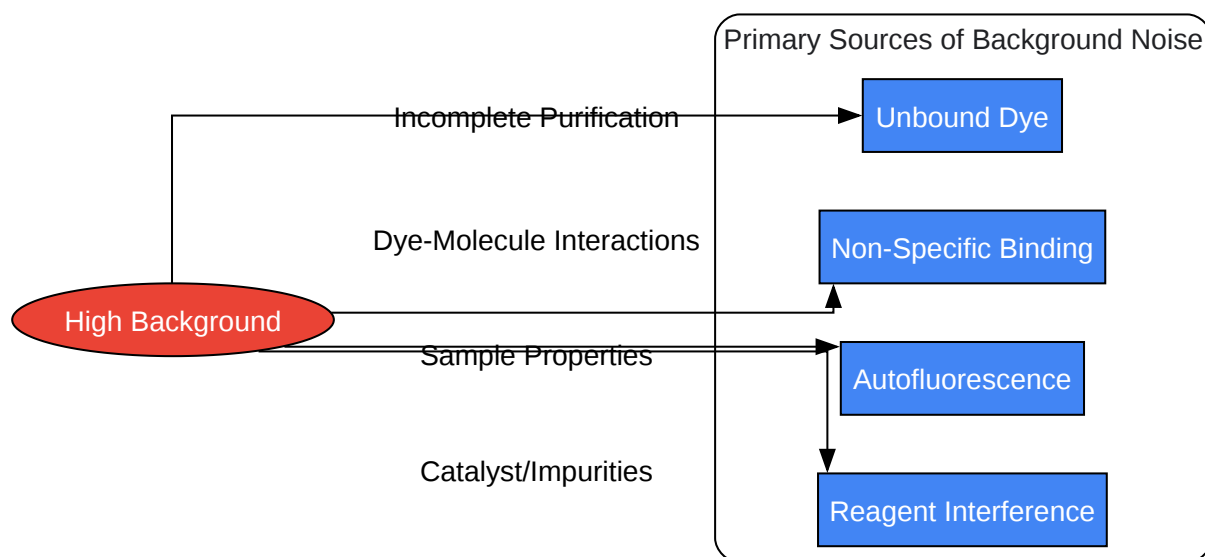 Primary Sources of Background Noise
Incomplete Purification
Unbound Dye
Dye-Molecule Interactions
Non-Specific Binding
High Background
Sample Properties
Autofluorescence
Catalyst/Impurities
Reagent Interference